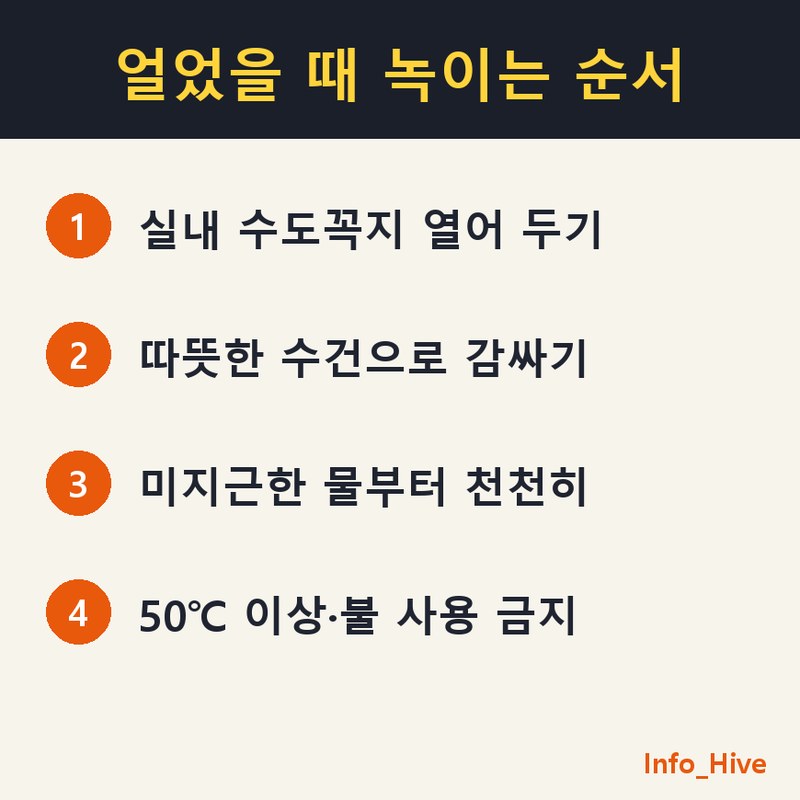 얼었을 때 녹이는 순서
1 실내 수도꼭지 열어 두기
2 따뜻한 수건으로 감싸기
3 미지근한 물부터 천천히
4 50℃ 이상·불 사용 금지
Info_Hive